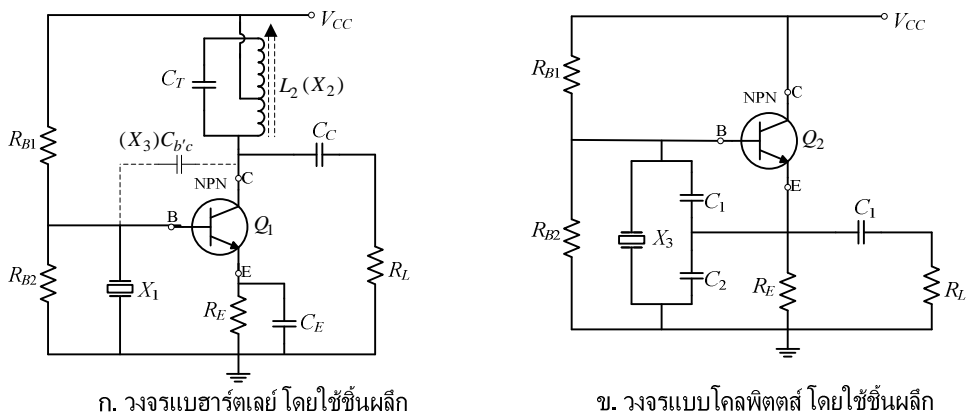 V_CC
C_T
L_2 (X_2)
R_B1
(X_3)C_b'c
C_C
NPN
C
B
Q_1
E
R_B2
X_1
R_E
C_E
R_L
ก. วงจรแบฮาร์ตเลย์ โดยใช้ชิ้นผลึก
V_CC
R_B1
C
NPN
B
Q_2
E
C_1
C_1
R_B2
X_3
C_2
R_E
R_L
ข. วงจรแบบโคลพิตตส์ โดยใช้ชิ้นผลึก